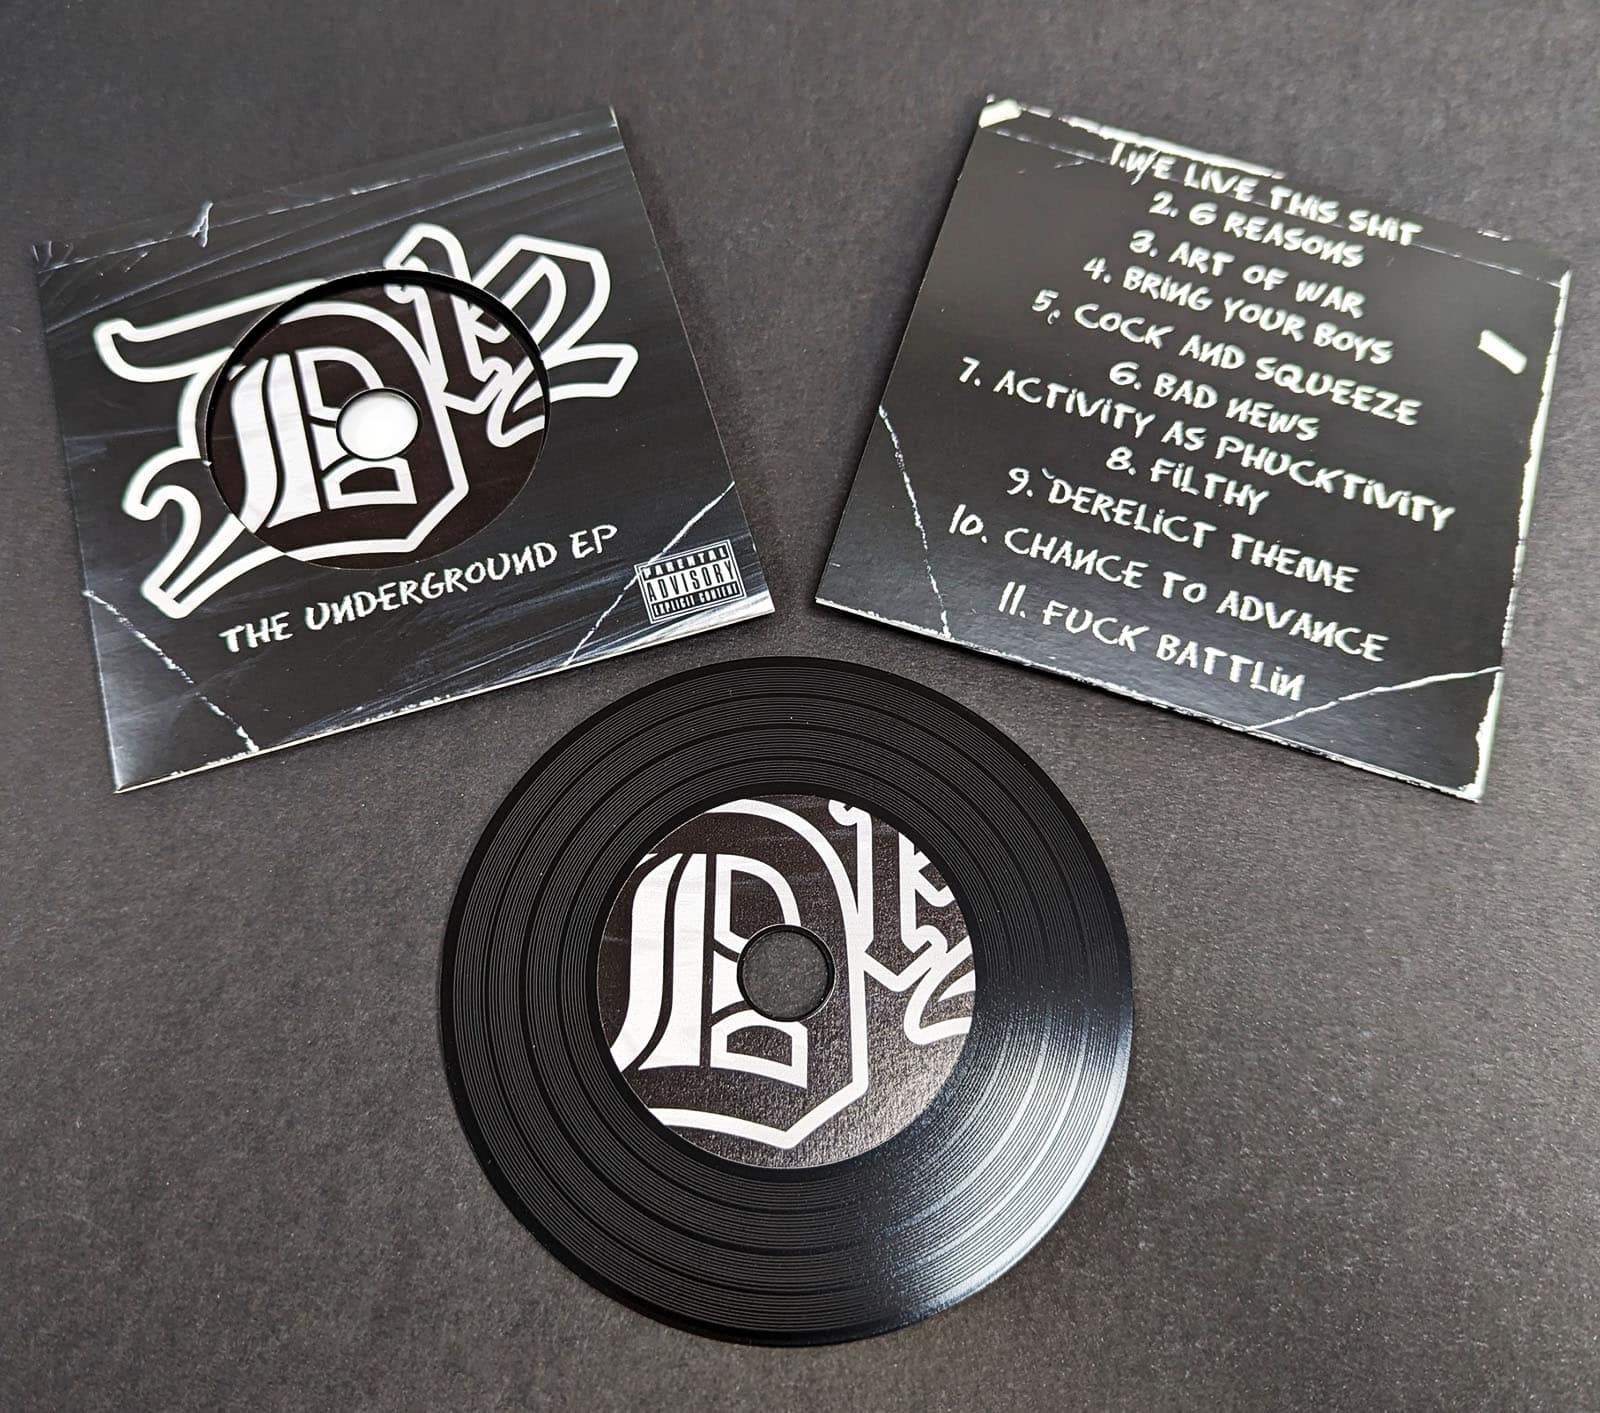 THE UNDERGROUND EP
PARENTAL
ADVISORY
EXPLICIT CONTENT
1. WE LIVE THIS SHIT
2. 6 REASONS
3. ART OF WAR
4. BRING YOUR BOYS
5. COCK AND SQUEEZE
6. BAD NEWS
7. ACTIVITY AS PHUCKTIVITY
8. FILTHY
9. DERELICT THEME
10. CHANCE TO ADVANCE
11. FUCK BATTLIN